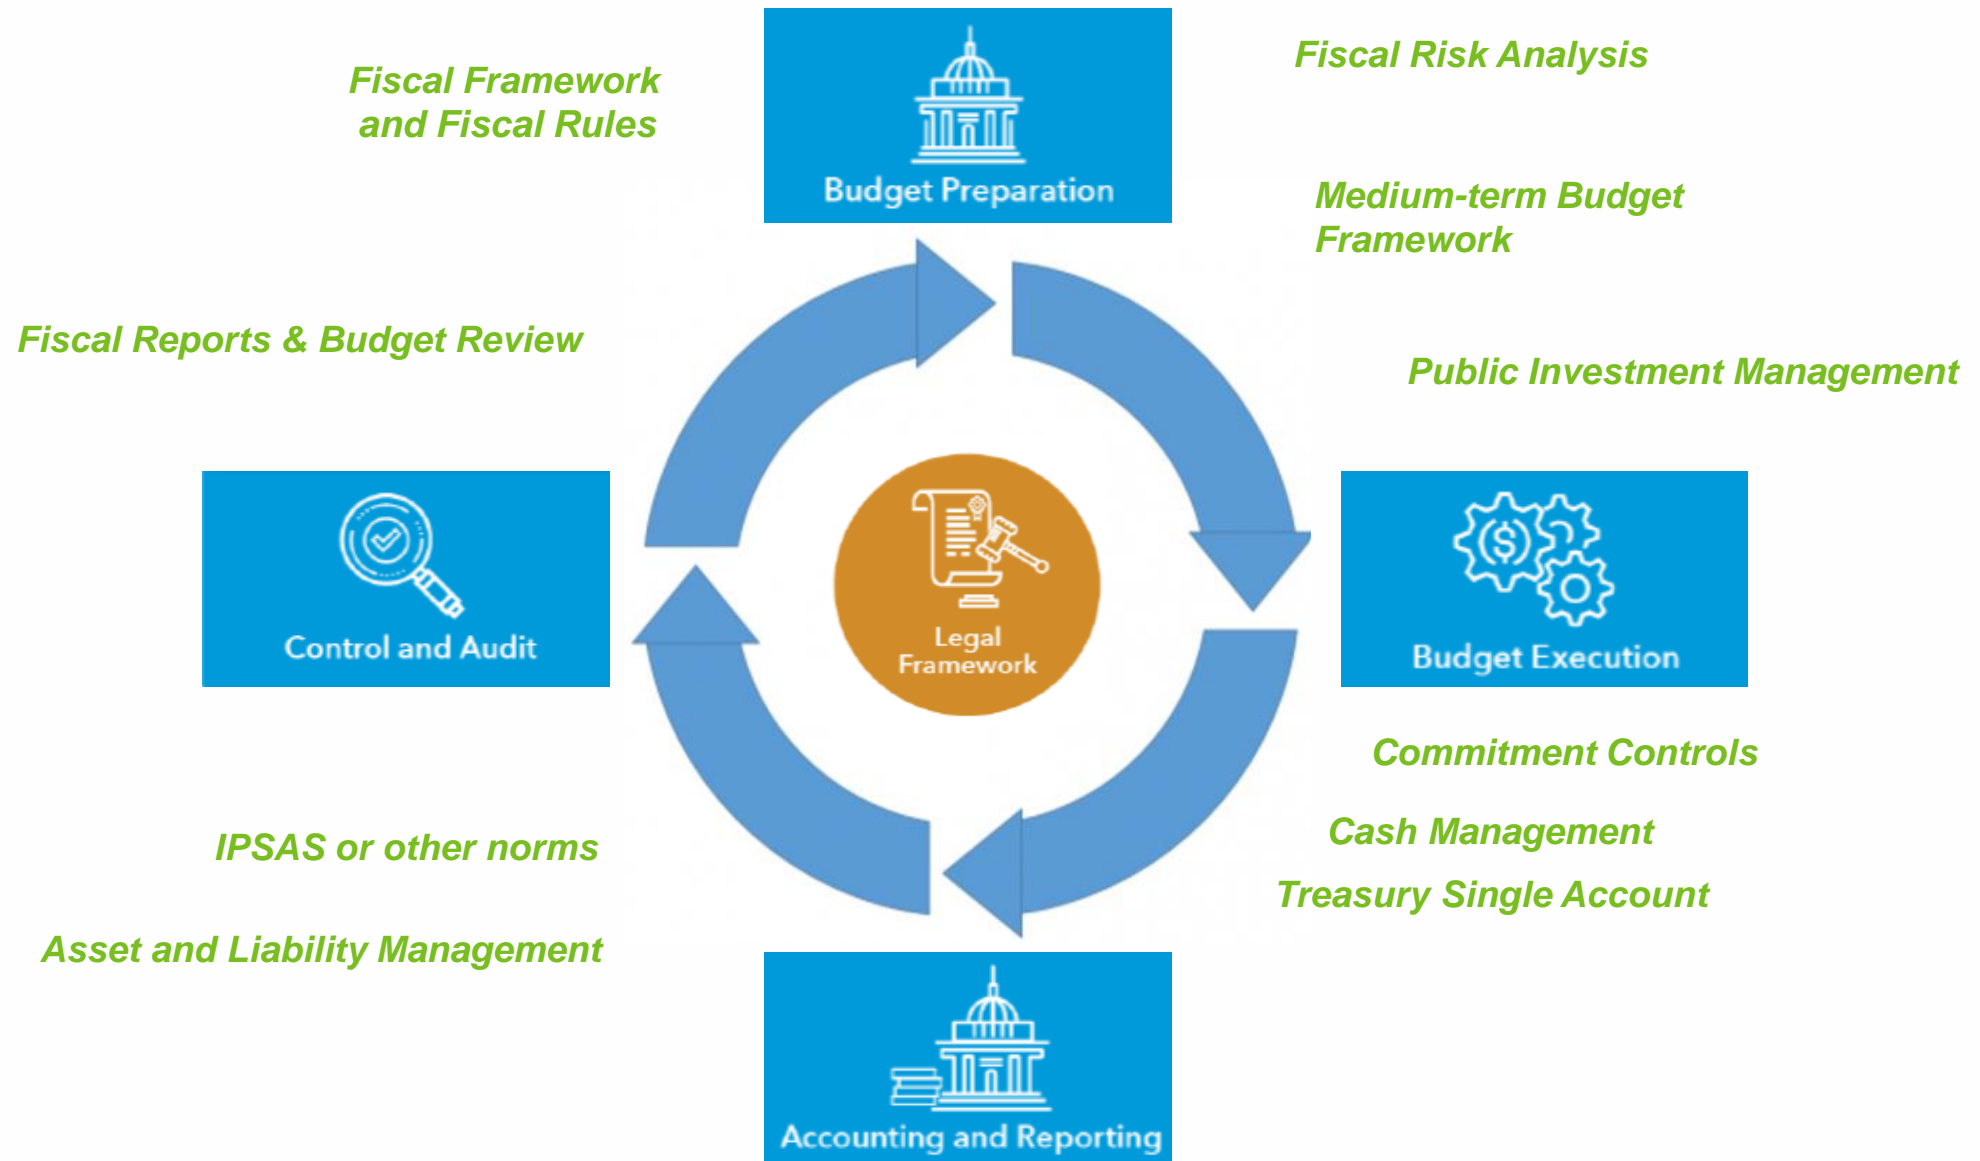 Fiscal Framework
and Fiscal Rules
Budget Preparation
Fiscal Risk Analysis
Medium-term Budget
Framework
Fiscal Reports & Budget Review
Public Investment Management
Control and Audit
Legal
Framework
$
Budget Execution
Commitment Controls
IPSAS or other norms
Cash Management
Treasury Single Account
Asset and Liability Management
Accounting and Reporting